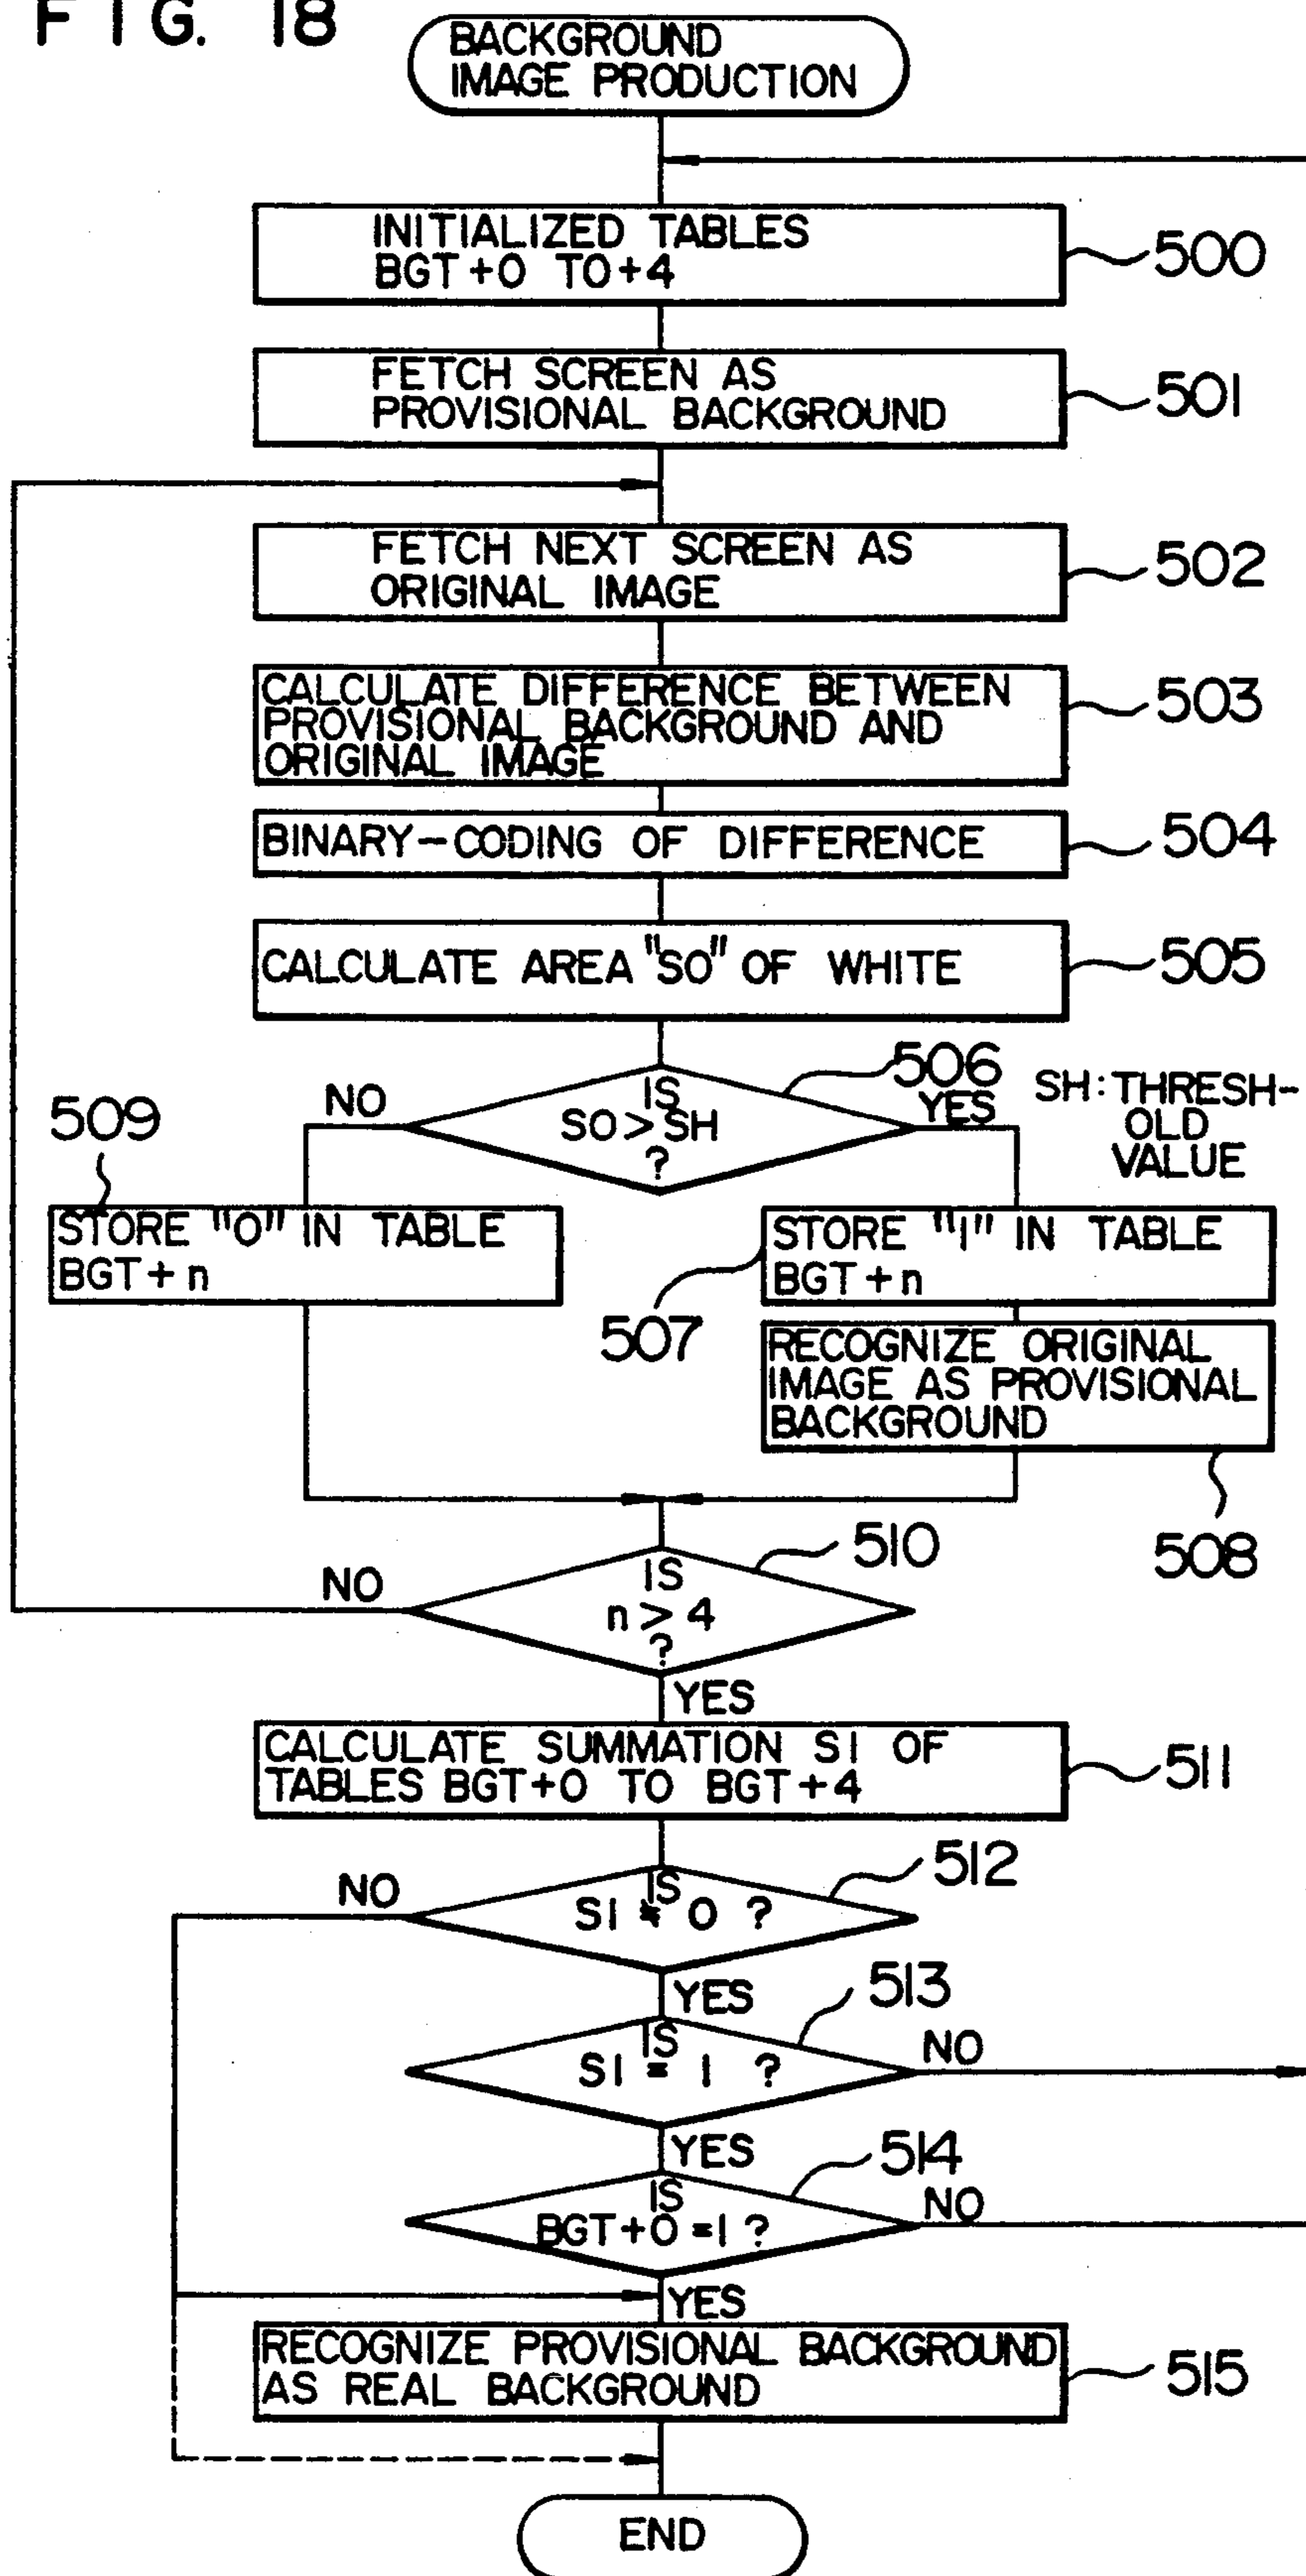 FIG. 18
BACKGROUND
IMAGE PRODUCTION
INITIALIZED TABLES
BGT+0 TO +4
500
FETCH SCREEN AS
PROVISIONAL BACKGROUND
501
FETCH NEXT SCREEN AS
ORIGINAL IMAGE
502
CALCULATE DIFFERENCE BETWEEN
PROVISIONAL BACKGROUND AND
ORIGINAL IMAGE
503
BINARY-CODING OF DIFFERENCE
504
CALCULATE AREA "S0" OF WHITE
505
506
IS
S0 > SH
?
NO
YES
SH: THRESH-
OLD
VALUE
509
STORE "0" IN TABLE
BGT+n
STORE "1" IN TABLE
BGT+n
507
RECOGNIZE ORIGINAL
IMAGE AS PROVISIONAL
BACKGROUND
508
510
IS
n > 4
?
NO
YES
CALCULATE SUMMATION S1 OF
TABLES BGT+0 TO BGT+4
511
512
IS
S1 ≠ 0 ?
NO
YES
513
IS
S1 = 1 ?
NO
YES
514
IS
BGT+0 = 1 ?
NO
YES
RECOGNIZE PROVISIONAL BACKGROUND
AS REAL BACKGROUND
515
END